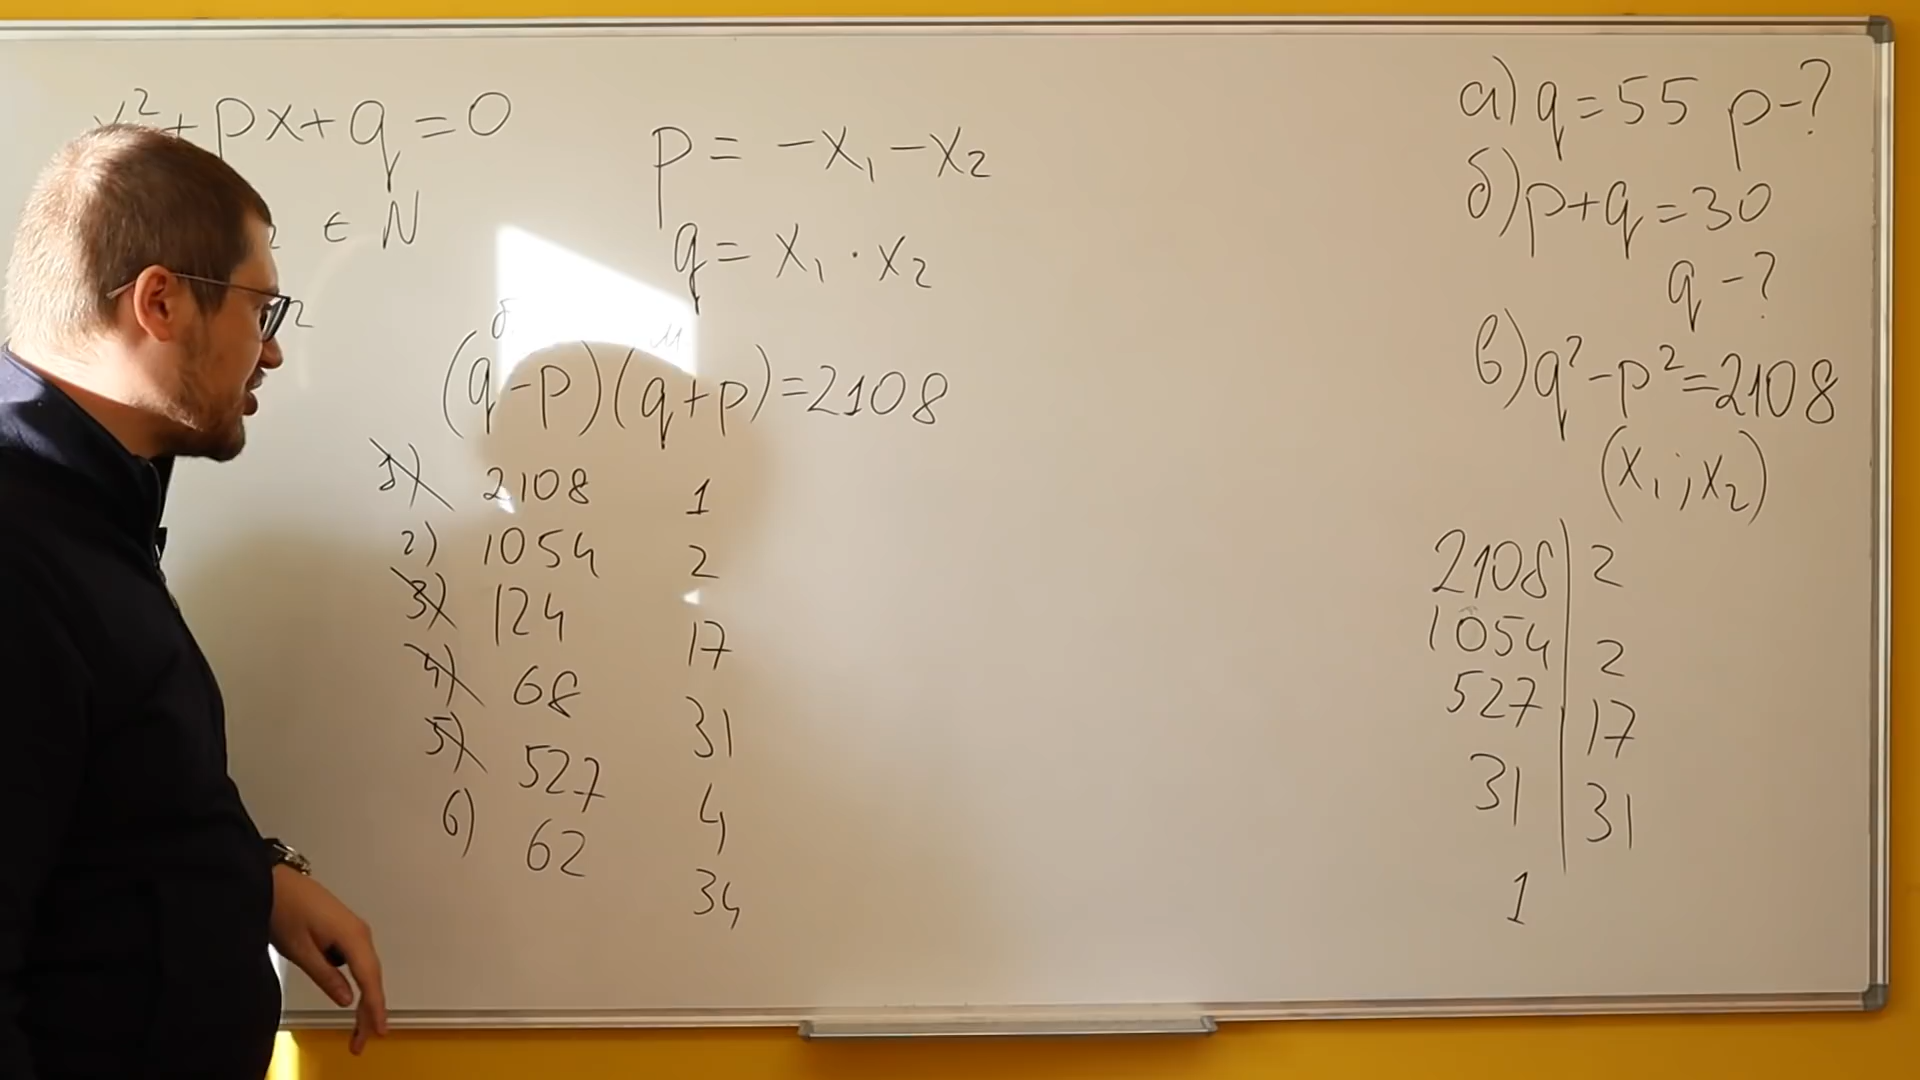 x² + px + q = 0
∈ N
2
p = -x₁ - x₂
q = x₁ · x₂
(q-p)(q+p)=2108
1) 2108 1
2) 1054 2
3) 124 17
4) 68 31
5) 527 4
6) 62 34
а) q=55 p-?
б) p+q=30
q-?
в) q²-p²=2108
(x₁; x₂)
2108 | 2
1054 | 2
527 | 17
31 | 31
1